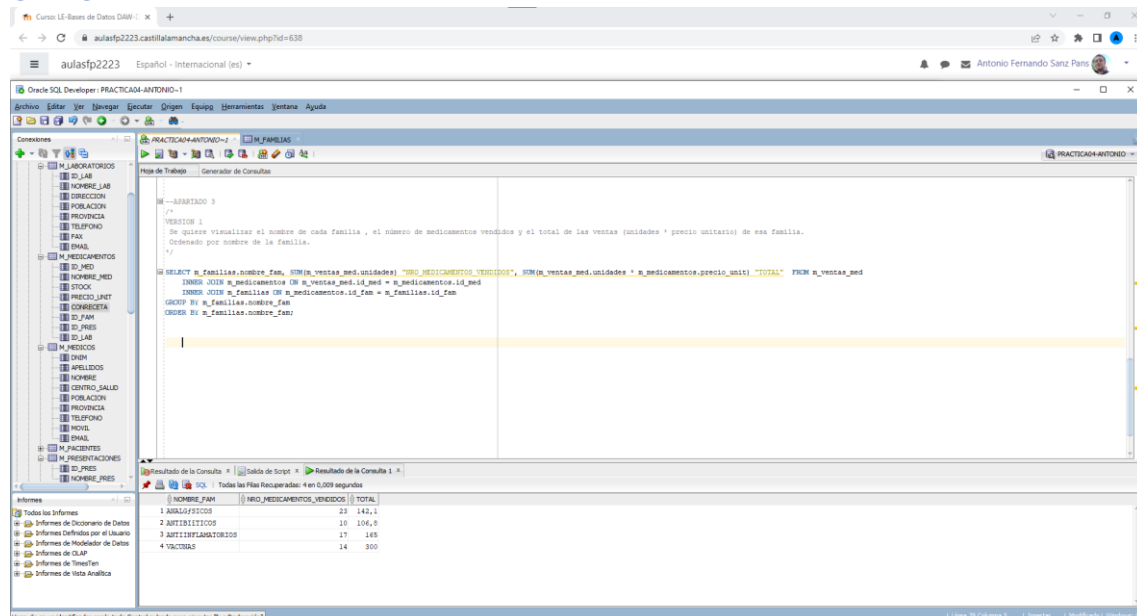 Curso: LE-Bases de Datos DAW-( × +
aulasfp2223.castillalamancha.es/course/view.php?id=638
aulasfp2223 Español - Internacional (es) Antonio Fernando Sanz Pans
Oracle SQL Developer : PRACTICA04-ANTONIO~1
Archivo Editar Ver Navegar Ejecutar Origen Equipo Herramientas Ventana Ayuda
Conexiones
M_LABORATORIOS
ID_LAB
NOMBRE_LAB
DIRECCION
POBLACION
PROVINCIA
TELEFONO
FAX
EMAIL
M_MEDICAMENTOS
ID_MED
NOMBRE_MED
STOCK
PRECIO_UNIT
CONRECETA
ID_FAM
ID_PRES
ID_LAB
M_MEDICOS
DNIM
APELLIDOS
NOMBRE
CENTRO_SALUD
POBLACION
PROVINCIA
TELEFONO
MOVIL
EMAIL
M_PACIENTES
M_PRESENTACIONES
ID_PRES
NOMBRE_PRES
Informes
Todos los Informes
Informes de Diccionario de Datos
Informes Definidos por el Usuario
Informes de Modelador de Datos
Informes de OLAP
Informes de TimesTen
Informes de Vista Analítica
PRACTICA04-ANTONIO~1 M_FAMILIAS
PRACTICA04-ANTONIO
Hoja de Trabajo Generador de Consultas
--APARTADO 3
/*
VERSION 1
Se quiere visualizar el nombre de cada familia , el número de medicamentos vendidos y el total de las ventas (unidades * precio unitario) de esa familia.
Ordenado por nombre de la familia.
*/
SELECT m_familias.nombre_fam, SUM(m_ventas_med.unidades) "NRO_MEDICAMENTOS_VENDIDOS", SUM(m_ventas_med.unidades * m_medicamentos.precio_unit) "TOTAL" FROM m_ventas_med
INNER JOIN m_medicamentos ON m_ventas_med.id_med = m_medicamentos.id_med
INNER JOIN m_familias ON m_medicamentos.id_fam = m_familias.id_fam
GROUP BY m_familias.nombre_fam
ORDER BY m_familias.nombre_fam;
Resultado de la Consulta × Salida de Script × Resultado de la Consulta 1 ×
SQL | Todas las Filas Recuperadas: 4 en 0,009 segundos
NOMBRE_FAM NRO_MEDICAMENTOS_VENDIDOS TOTAL
1 ANALGƒSICOS 23 142,1
2 ANTIBIîTICOS 10 106,8
3 ANTIINFLAMATORIOS 17 165
4 VACUNAS 14 300